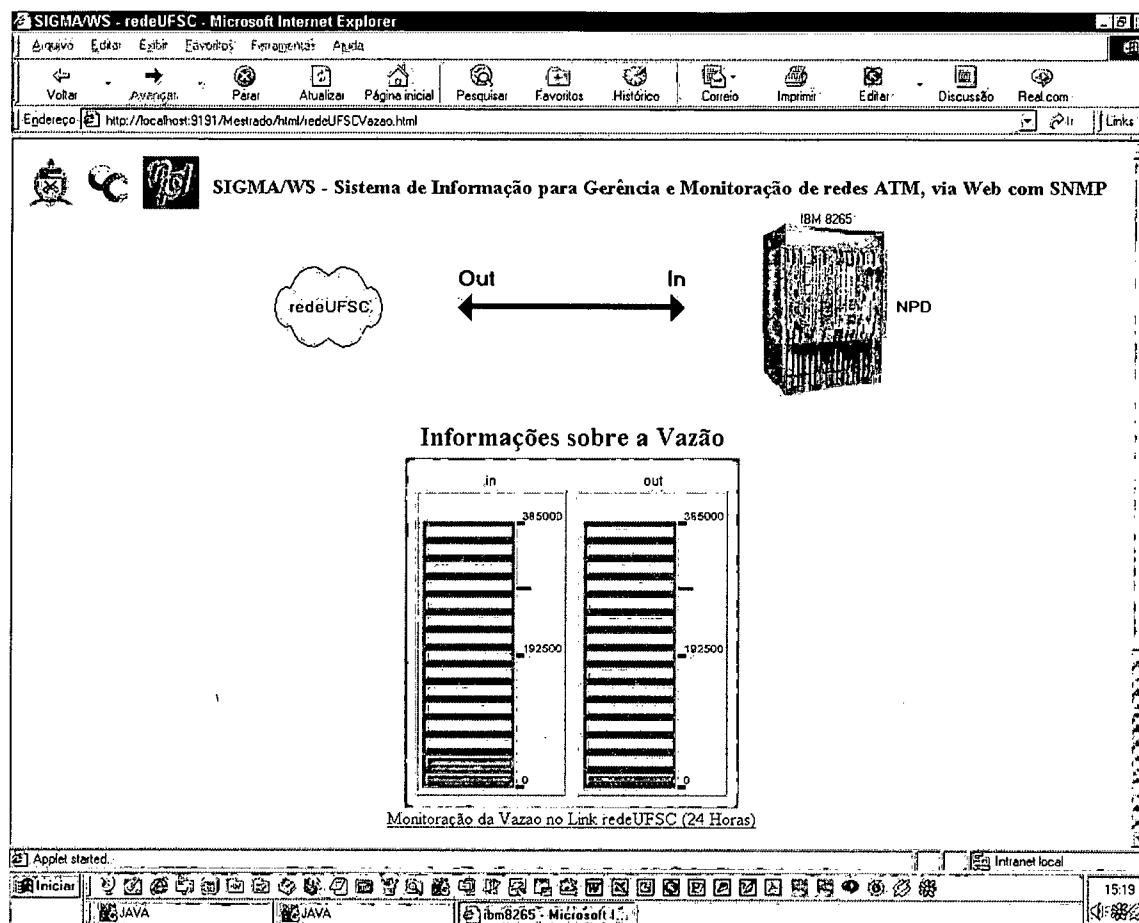 SIGMA/WS - redeUFSC - Microsoft Internet Explorer
Arquivo Editar Exibir Favoritos Ferramentas Ajuda
Voltar Avançar Parar Atualizar Página inicial Pesquisar Favoritos Histórico Correio Imprimir Editar Discussão Real.com
Endereço http://localhost:9191/Mestrado/html/redeUFSCVazao.html Ir Links
SIGMA/WS - Sistema de Informação para Gerência e Monitoração de redes ATM, via Web com SNMP
IBM 8265
Out In
redeUFSC
NPD
Informações sobre a Vazão
in out
385000 385000
192500 192500
0 0
Monitoração da Vazao no Link redeUFSC (24 Horas)
Applet started. Intranet local
Iniciar 15:19
JAVA JAVA ibm8265 - Microsoft I...